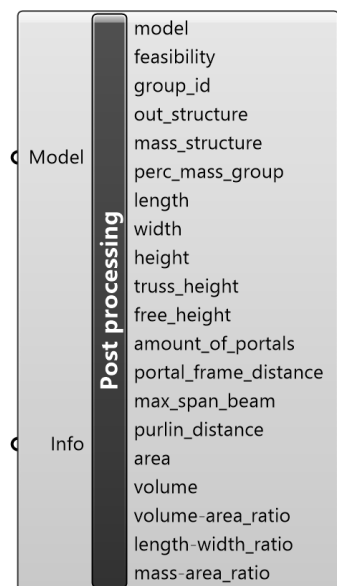 Model
Info
Post processing
model
feasibility
group_id
out_structure
mass_structure
perc_mass_group
length
width
height
truss_height
free_height
amount_of_portals
portal_frame_distance
max_span_beam
purlin_distance
area
volume
volume-area_ratio
length-width_ratio
mass-area_ratio